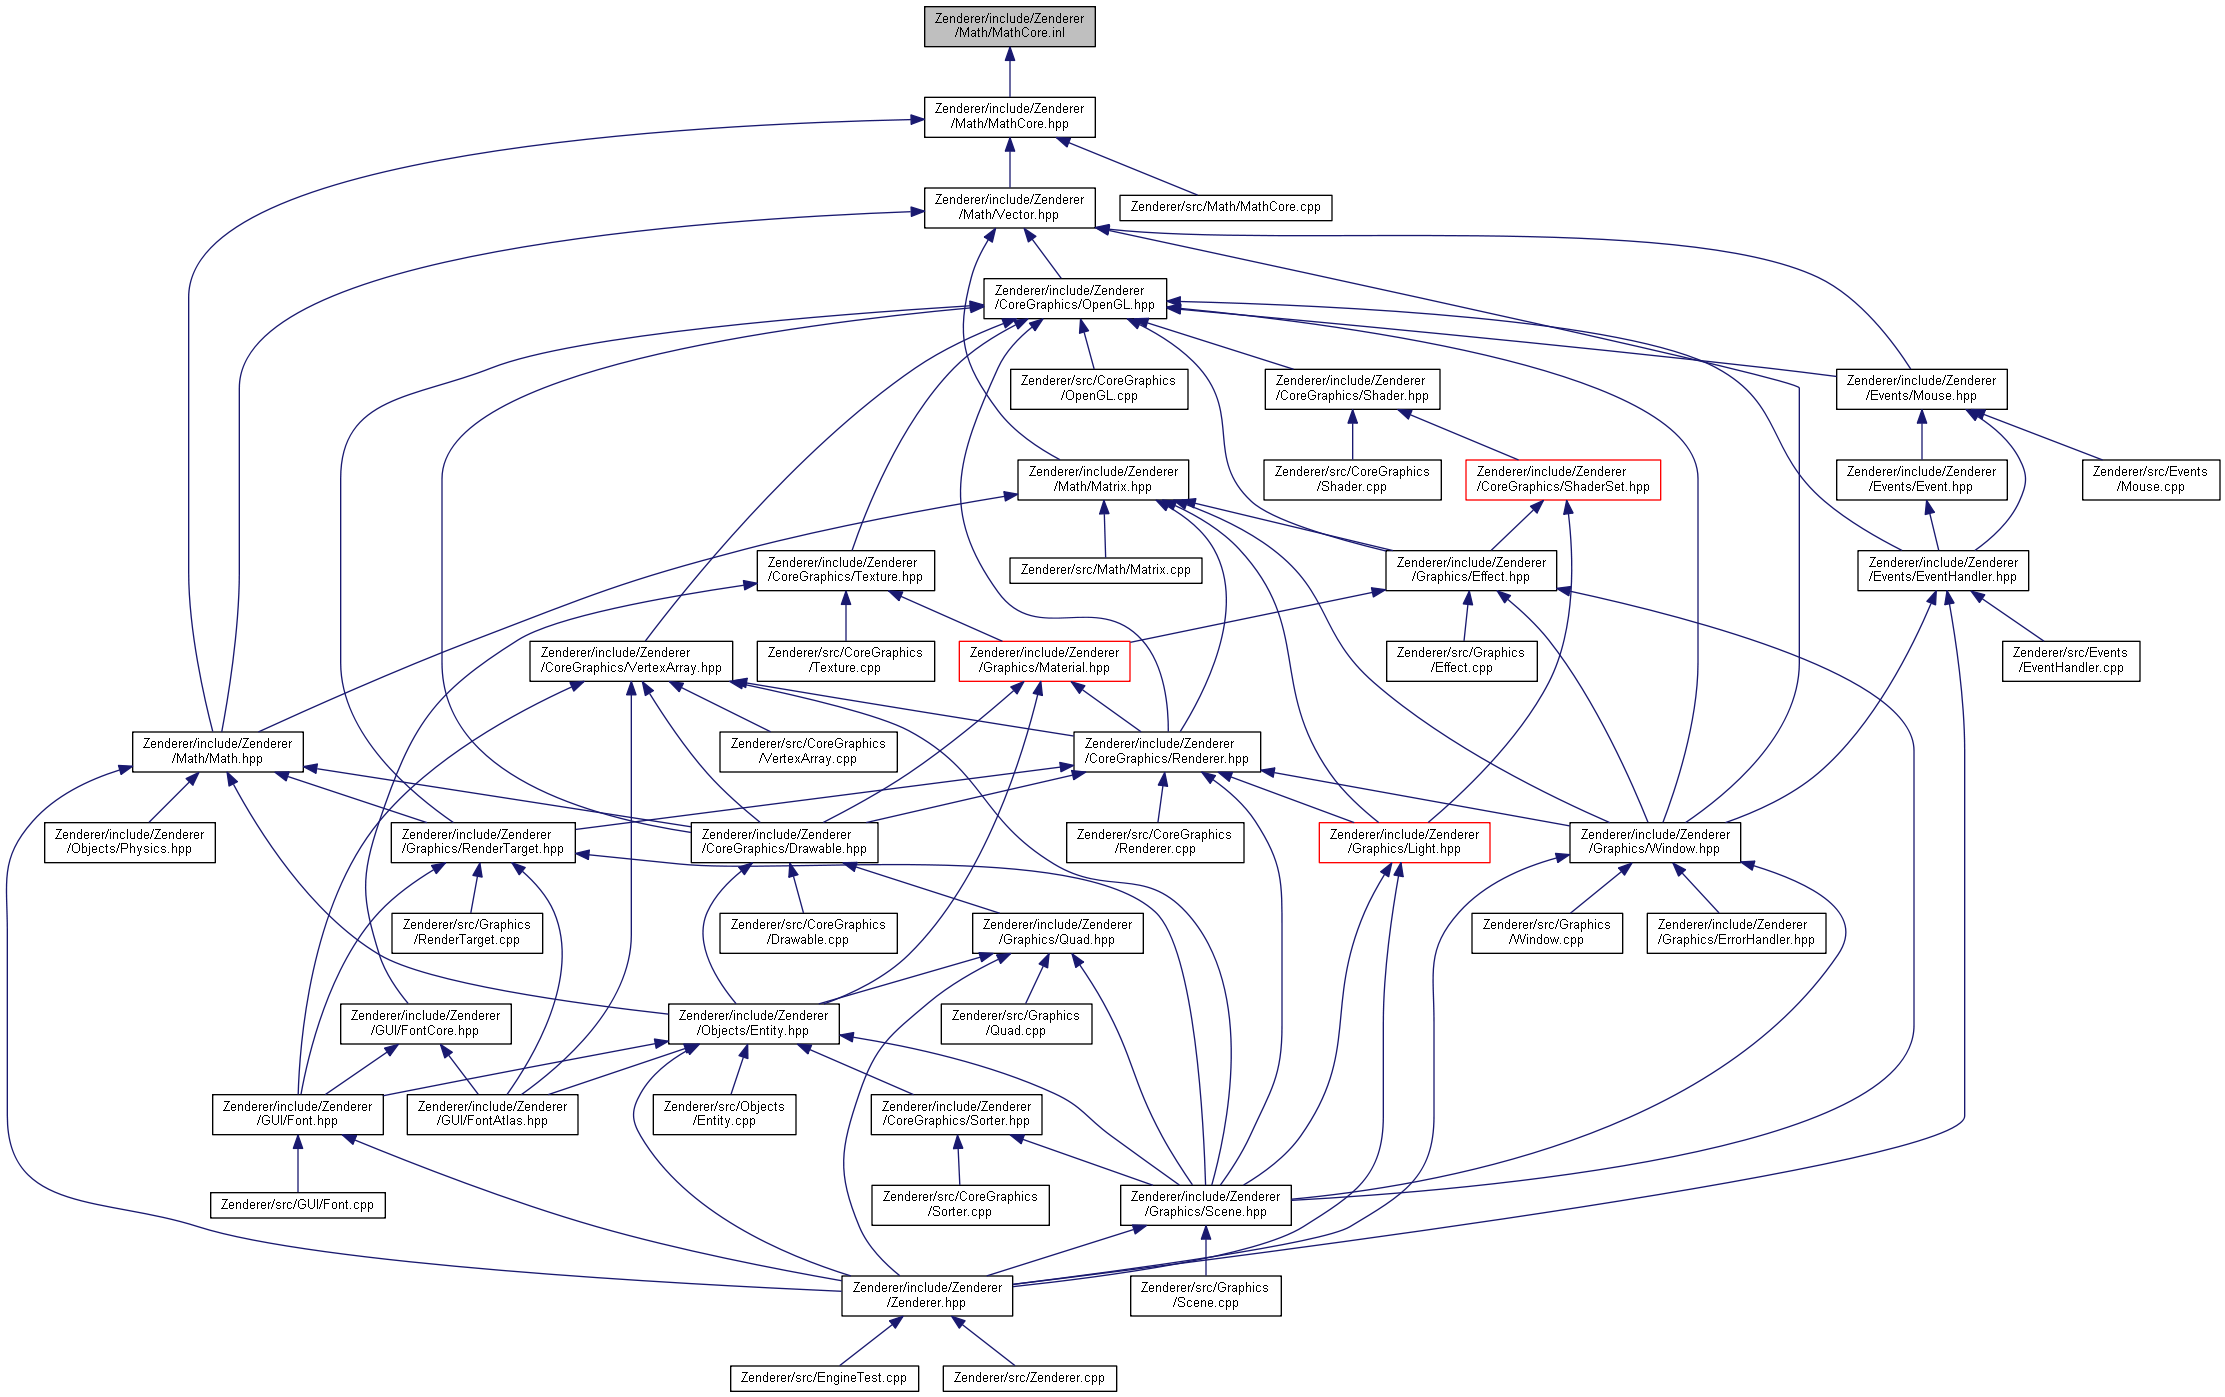 Zenderer/include/Zenderer
/Math/MathCore.inl
Zenderer/include/Zenderer
/Math/MathCore.hpp
Zenderer/include/Zenderer
/Math/Vector.hpp
Zenderer/src/Math/MathCore.cpp
Zenderer/include/Zenderer
/CoreGraphics/OpenGL.hpp
Zenderer/src/CoreGraphics
/OpenGL.cpp
Zenderer/include/Zenderer
/CoreGraphics/Shader.hpp
Zenderer/include/Zenderer
/Events/Mouse.hpp
Zenderer/include/Zenderer
/Math/Matrix.hpp
Zenderer/src/CoreGraphics
/Shader.cpp
Zenderer/include/Zenderer
/CoreGraphics/ShaderSet.hpp
Zenderer/include/Zenderer
/Events/Event.hpp
Zenderer/src/Events
/Mouse.cpp
Zenderer/include/Zenderer
/CoreGraphics/Texture.hpp
Zenderer/src/Math/Matrix.cpp
Zenderer/include/Zenderer
/Graphics/Effect.hpp
Zenderer/include/Zenderer
/Events/EventHandler.hpp
Zenderer/include/Zenderer
/CoreGraphics/VertexArray.hpp
Zenderer/src/CoreGraphics
/Texture.cpp
Zenderer/include/Zenderer
/Graphics/Material.hpp
Zenderer/src/Graphics
/Effect.cpp
Zenderer/src/Events
/EventHandler.cpp
Zenderer/include/Zenderer
/Math/Math.hpp
Zenderer/src/CoreGraphics
/VertexArray.cpp
Zenderer/include/Zenderer
/CoreGraphics/Renderer.hpp
Zenderer/include/Zenderer
/Objects/Physics.hpp
Zenderer/include/Zenderer
/Graphics/RenderTarget.hpp
Zenderer/include/Zenderer
/CoreGraphics/Drawable.hpp
Zenderer/src/CoreGraphics
/Renderer.cpp
Zenderer/include/Zenderer
/Graphics/Light.hpp
Zenderer/include/Zenderer
/Graphics/Window.hpp
Zenderer/src/Graphics
/RenderTarget.cpp
Zenderer/src/CoreGraphics
/Drawable.cpp
Zenderer/include/Zenderer
/Graphics/Quad.hpp
Zenderer/src/Graphics
/Window.cpp
Zenderer/include/Zenderer
/Graphics/ErrorHandler.hpp
Zenderer/include/Zenderer
/GUI/FontCore.hpp
Zenderer/include/Zenderer
/Objects/Entity.hpp
Zenderer/src/Graphics
/Quad.cpp
Zenderer/include/Zenderer
/GUI/Font.hpp
Zenderer/include/Zenderer
/GUI/FontAtlas.hpp
Zenderer/src/Objects
/Entity.cpp
Zenderer/include/Zenderer
/CoreGraphics/Sorter.hpp
Zenderer/src/GUI/Font.cpp
Zenderer/src/CoreGraphics
/Sorter.cpp
Zenderer/include/Zenderer
/Graphics/Scene.hpp
Zenderer/include/Zenderer
/Zenderer.hpp
Zenderer/src/Graphics
/Scene.cpp
Zenderer/src/EngineTest.cpp
Zenderer/src/Zenderer.cpp